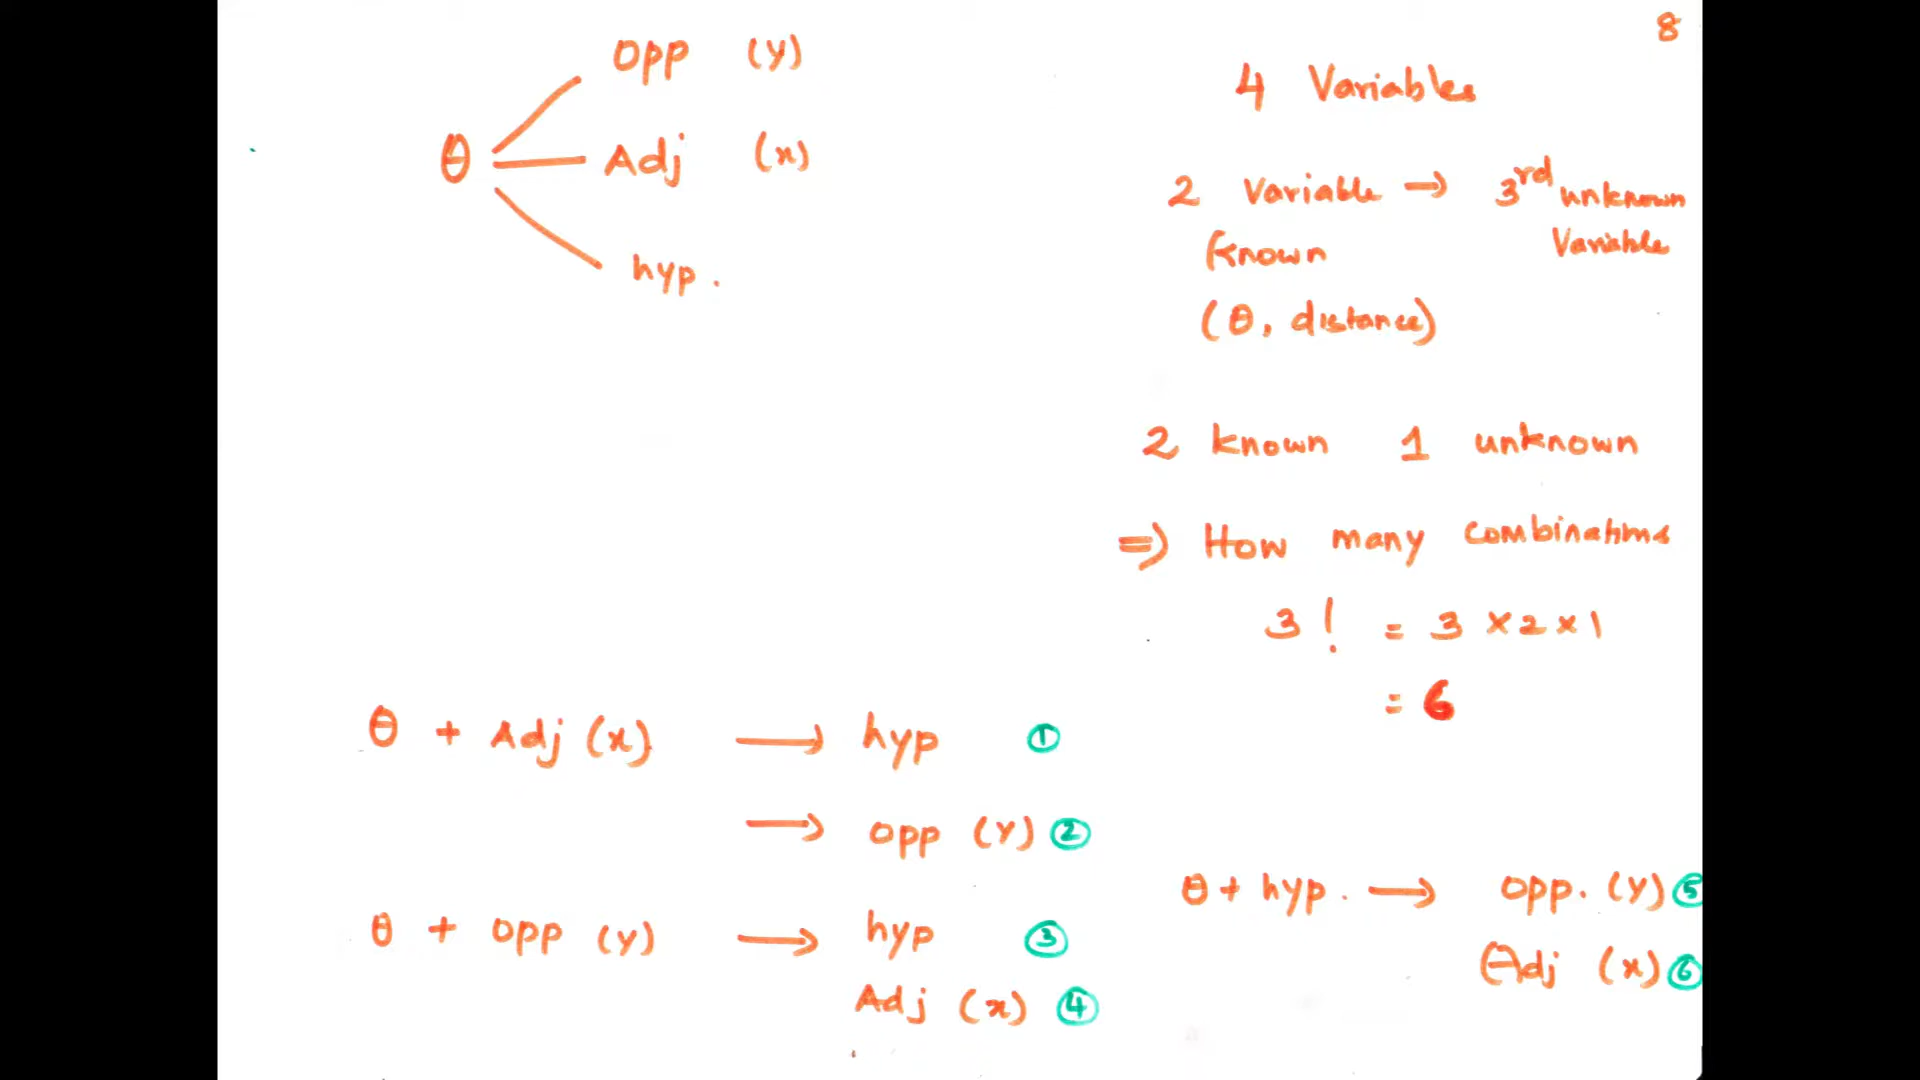 8
Opp (y)
θ Adj (x)
hyp.
4 Variables
2 Variable → 3rd unknown
Known Variable
(θ, distance)
2 known 1 unknown
⇒ How many combinations
3! = 3 × 2 × 1
= 6
θ + Adj (x) → hyp ①
→ opp (y) ②
θ + opp (y) → hyp ③
Adj (x) ④
θ + hyp. → opp. (y) ⑤
Adj (x) ⑥